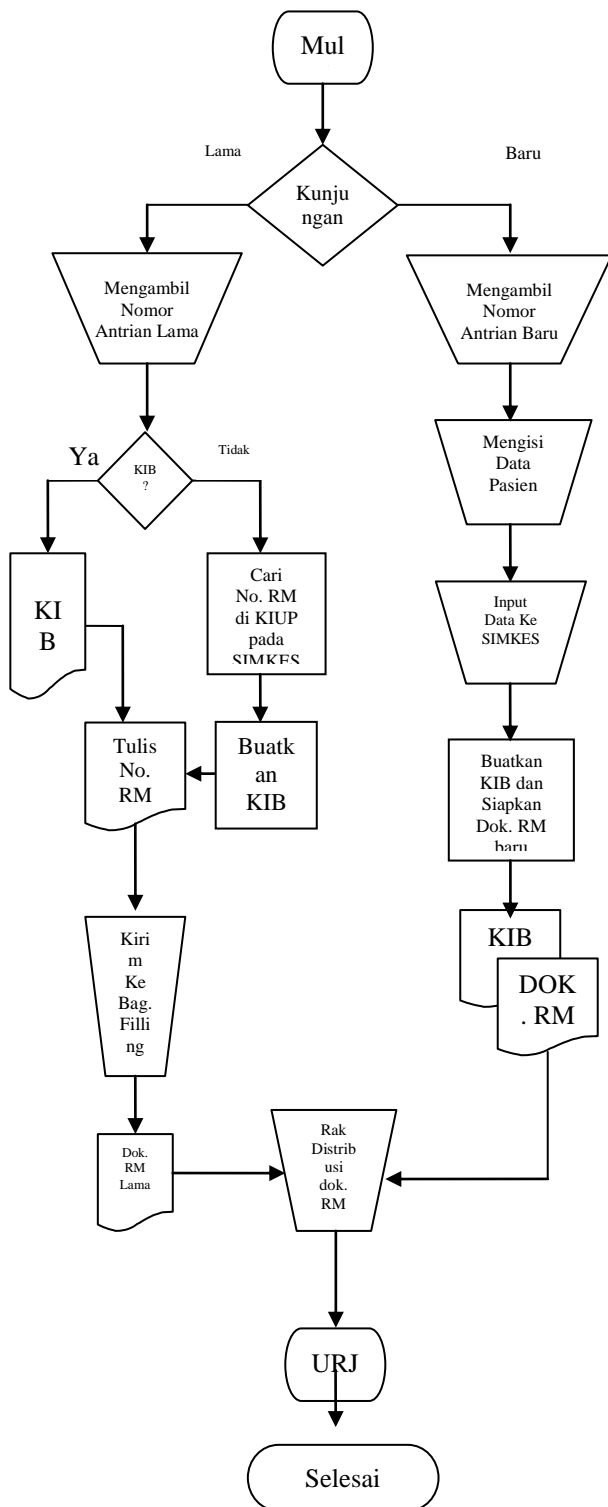 Mul
Lama
Baru
Kunju
ngan
Mengambil
Nomor
Antrian Lama
Mengambil
Nomor
Antrian Baru
Ya
KIB
?
Tidak
Mengisi
Data
Pasien
KI
B
Cari
No. RM
di KIUP
pada
SIMKES
Input
Data Ke
SIMKES
Tulis
No.
RM
Buatk
an
KIB
Buatkan
KIB dan
Siapkan
Dok. RM
baru
Kiri
m
Ke
Bag.
Filli
ng
KIB
DOK
. RM
Dok.
RM
Lama
Rak
Distrib
usi
dok.
RM
URJ
Selesai